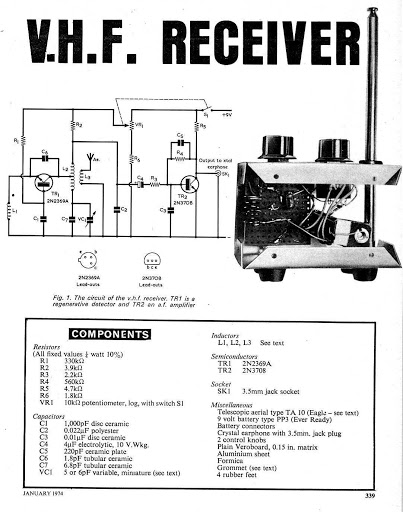 V.H.F. RECEIVER
S1
+9V
R1
R2
VR1
R5
C5
R4
C6
Ae.
Output to xtal
earphone
SK1
L2
L3
R6
C4
R3
TR1
2N2369A
TR2
2N3708
L1
C1
C7
VC1
C2
C3
2N2369A
Lead-outs
b c e
2N3708
Lead-outs
Fig. 1. The circuit of the v.h.f. receiver. TR1 is a
regenerative detector and TR2 an a.f. amplifier
COMPONENTS
Resistors
(All fixed values ¼ watt 10%)
R1 330kΩ
R2 3.9kΩ
R3 2.2kΩ
R4 560kΩ
R5 4.7kΩ
R6 1.8kΩ
VR1 10kΩ potentiometer, log, with switch S1
Capacitors
C1 1,000pF disc ceramic
C2 0.022µF polyester
C3 0.01µF disc ceramic
C4 4µF electrolytic, 10 V.Wkg.
C5 220pF ceramic plate
C6 1.8pF tubular ceramic
C7 6.8pF tubular ceramic
VC1 5 or 6pF variable, miniature (see text)
Inductors
L1, L2, L3 See text
Semiconductors
TR1 2N2369A
TR2 2N3708
Socket
SK1 3.5mm jack socket
Miscellaneous
Telescopic aerial type TA 10 (Eagle – see text)
9 volt battery type PP3 (Ever Ready)
Battery connectors
Crystal earphone with 3.5mm. jack plug
2 control knobs
Plain Veroboard, 0.15 in. matrix
Aluminium sheet
Formica
Grommet (see text)
4 rubber feet
JANUARY 1974
339